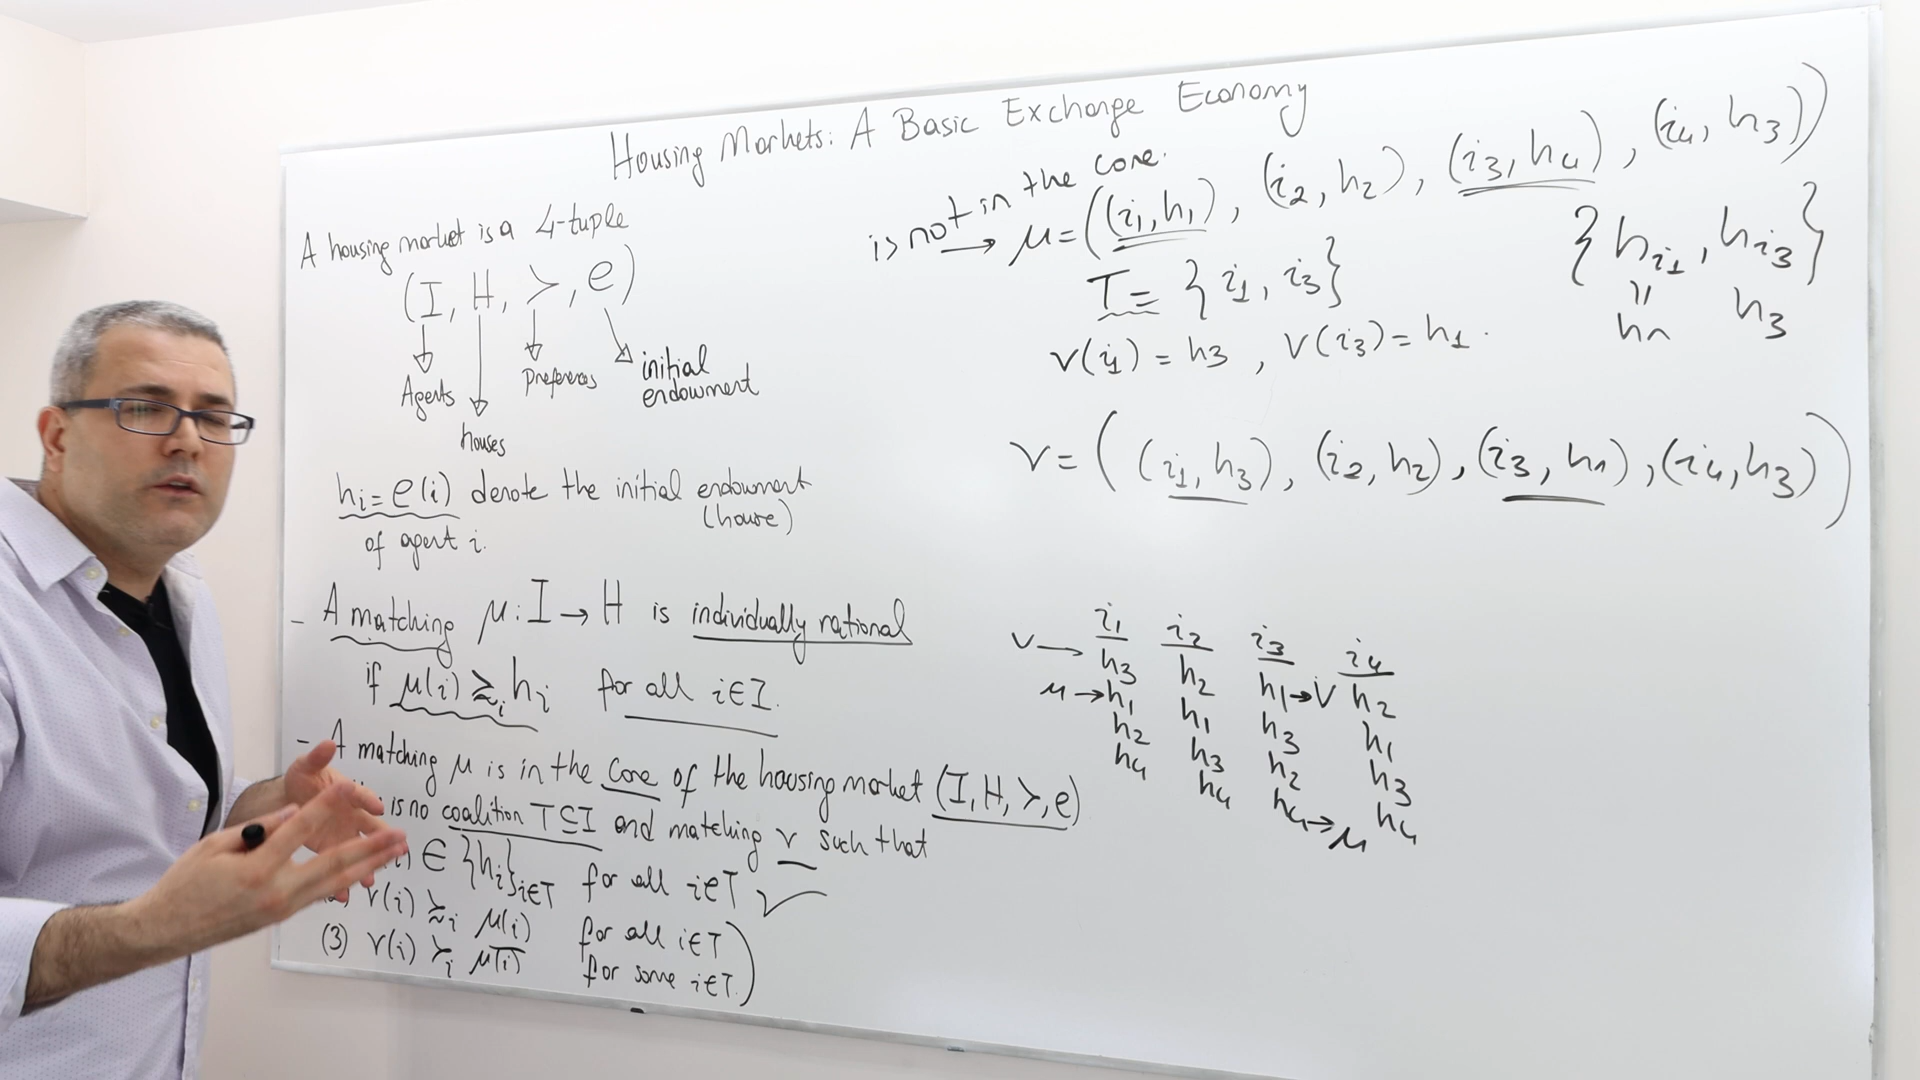 Housing Markets: A Basic Exchange Economy
A housing market is a 4-tuple
(I, H, ≻, e)
Agents
houses
Preferences
initial
endowment
hᵢ = e(i) denote the initial endowment
(house)
of agent i.
- A matching μ: I → H is individually rational
if μ(i) ≿ᵢ hᵢ for all i∈I.
- A matching μ is in the core of the housing market (I, H, ≻, e)
is no coalition T⊆I and matching ν such that
∈ {hᵢ}i∈T for all i∈T ✓
ν(i) ≿ᵢ μ(i) for all i∈T
(3) ν(i) ≻ᵢ μ(i) for some i∈T.
is not in the core.
→ μ = ((i₁, h₁), (i₂, h₂), (i₃, h₄), (i₄, h₃))
T = {i₁, i₃}
{hi₁, hi₃}
= h₁ h₃
ν(i₁) = h₃, ν(i₃) = h₁.
ν = ((i₁, h₃), (i₂, h₂), (i₃, h₁), (i₄, h₃))
i₁ i₂ i₃ i₄
ν → h₃ h₂ h₁ → ν h₂
μ → h₁ h₁ h₃ h₁
h₂ h₃ h₂ h₃
h₄ h₄ h₄ → μ h₄